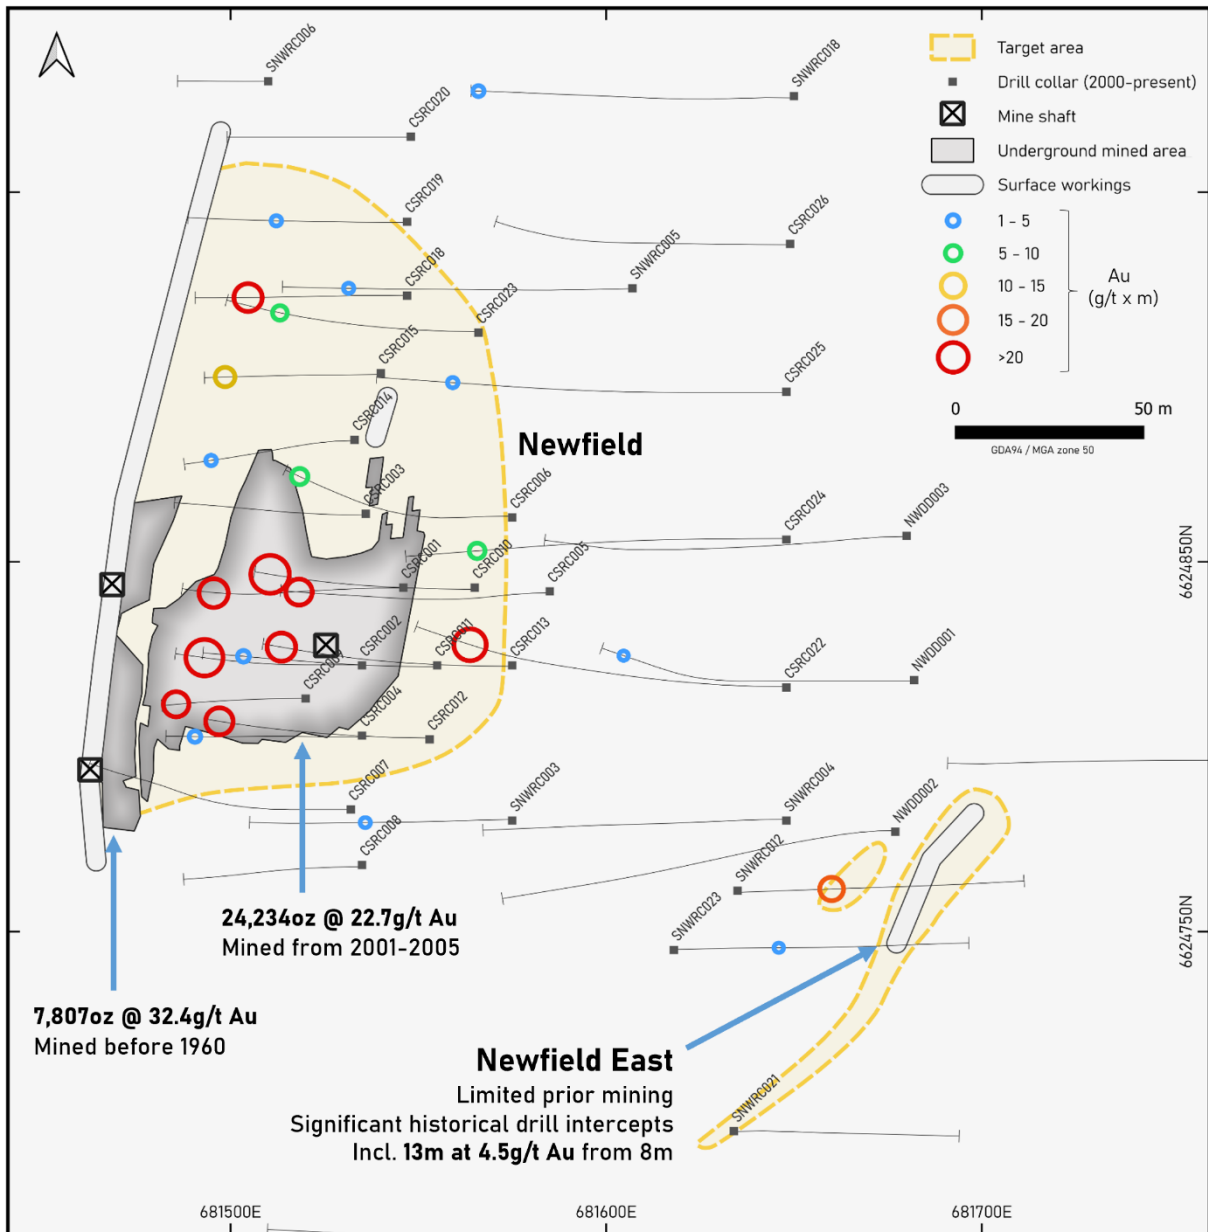 SNWRC006
SNWRC018
CSRC020
CSRC019
CSRC026
SNWRC005
CSRC018
CSRC023
CSRC015
CSRC025
CSRC014
Target area
Drill collar (2000-present)
Mine shaft
Underground mined area
Surface workings
1 - 5
5 - 10
10 - 15
15 - 20
>20
Au
(g/t x m)
0 50 m
GDA94 / MGA zone 50
Newfield
CSRC003
CSRC006
CSRC024
NWDD003
CSRC001
CSRC010
CSRC005
6624850N
CSRC002
CSRC011
CSRC013
CSRC022
NWDD001
CSRC009
CSRC004
CSRC012
CSRC007
SNWRC003
SNWRC004
NWDD002
CSRC008
SNWRC012
SNWRC023
6624750N
24,234oz @ 22.7g/t Au
Mined from 2001-2005
7,807oz @ 32.4g/t Au
Mined before 1960
Newfield East
Limited prior mining
Significant historical drill intercepts
Incl. 13m at 4.5g/t Au from 8m
SNWRC021
681500E
681600E
681700E